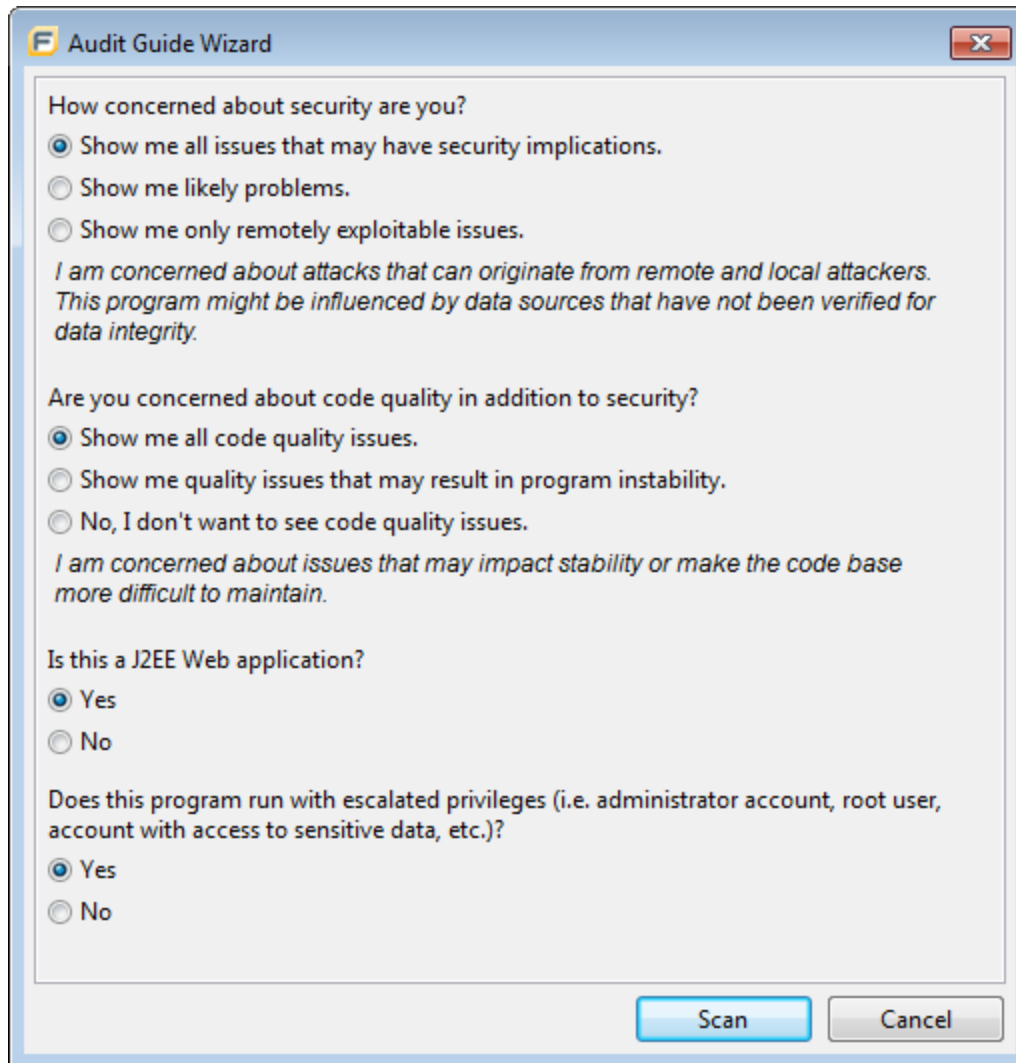 Audit Guide Wizard
How concerned about security are you?
Show me all issues that may have security implications.
Show me likely problems.
Show me only remotely exploitable issues.
I am concerned about attacks that can originate from remote and local attackers.
This program might be influenced by data sources that have not been verified for
data integrity.
Are you concerned about code quality in addition to security?
Show me all code quality issues.
Show me quality issues that may result in program instability.
No, I don't want to see code quality issues.
I am concerned about issues that may impact stability or make the code base
more difficult to maintain.
Is this a J2EE Web application?
Yes
No
Does this program run with escalated privileges (i.e. administrator account, root user,
account with access to sensitive data, etc.)?
Yes
No
Scan Cancel